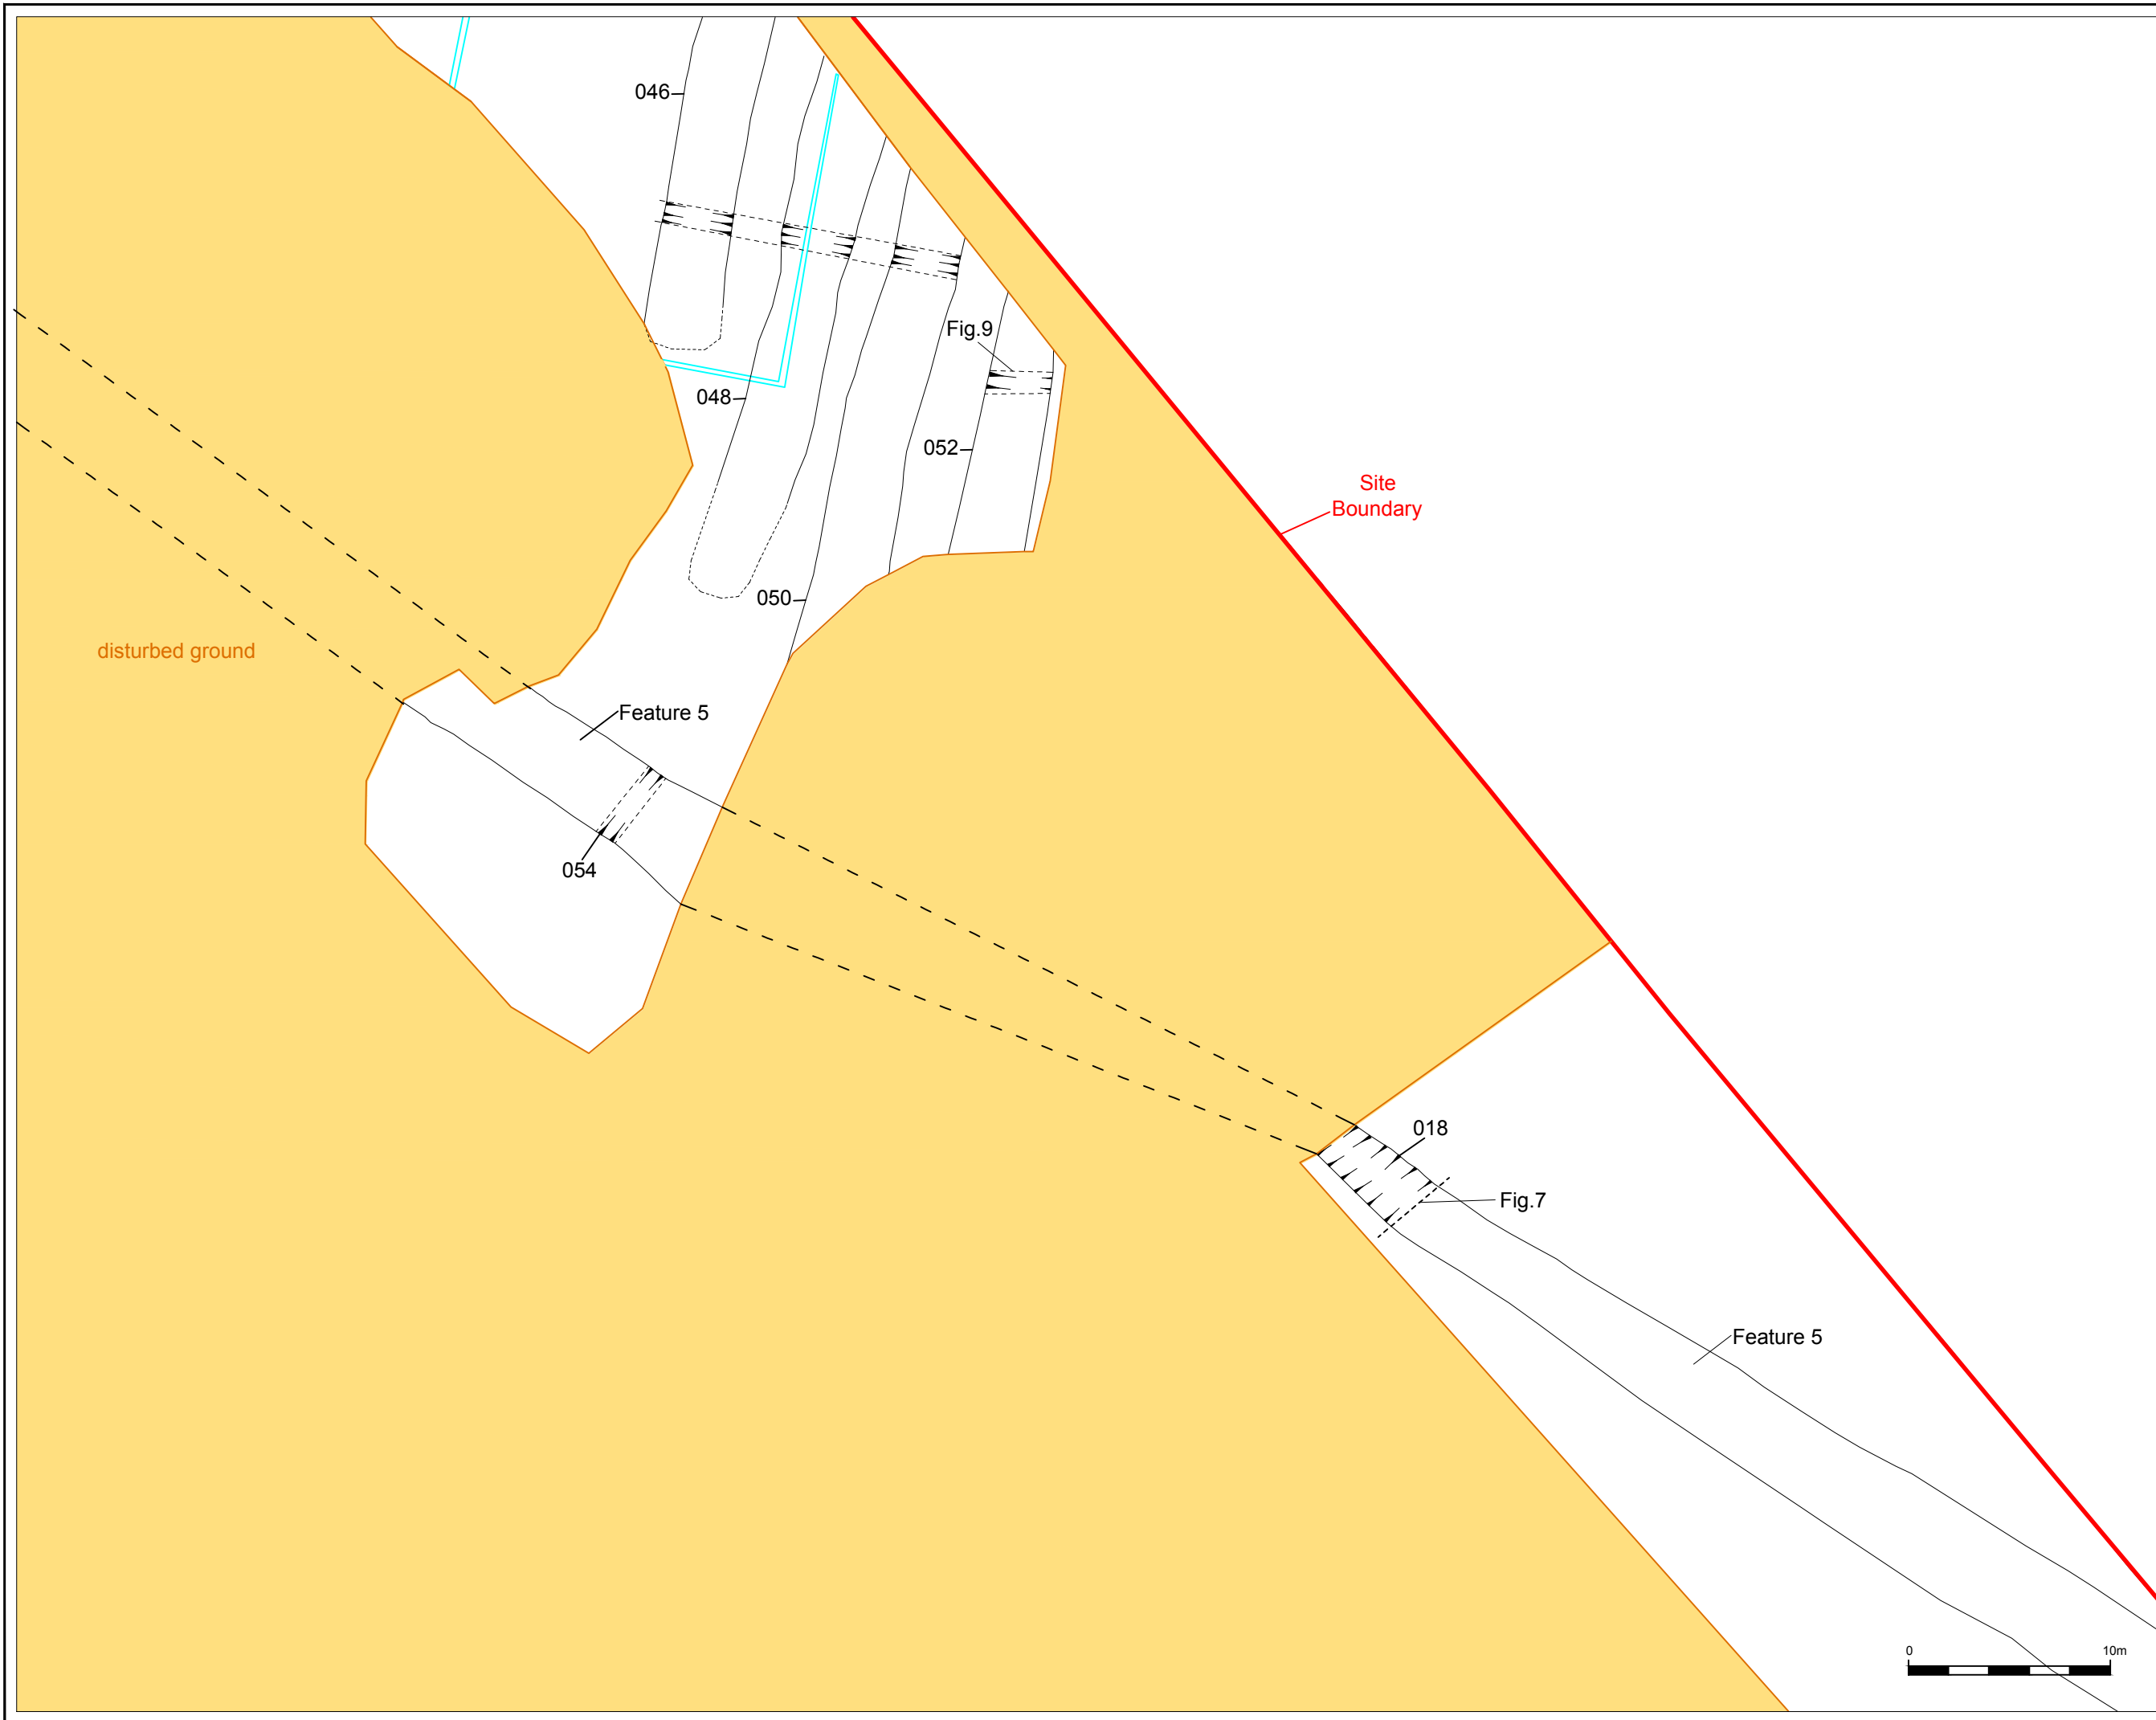 046
Fig.9
048
052
Site
Boundary
050
disturbed ground
Feature 5
054
018
Fig.7
Feature 5
0 10m